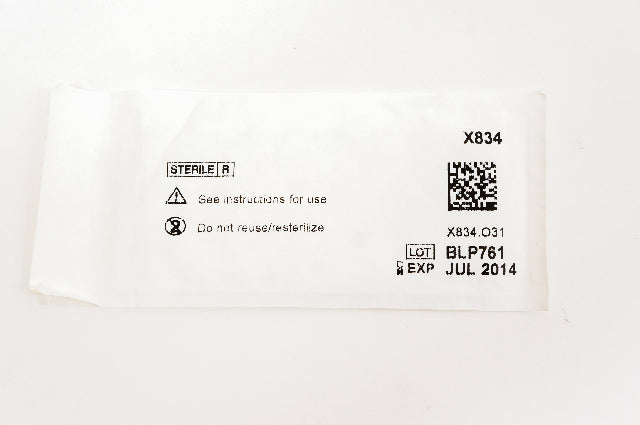 X834
STERILE R
See instructions for use
Do not reuse/resterilize
X834.O31
LOT BLP761
EXP JUL 2014